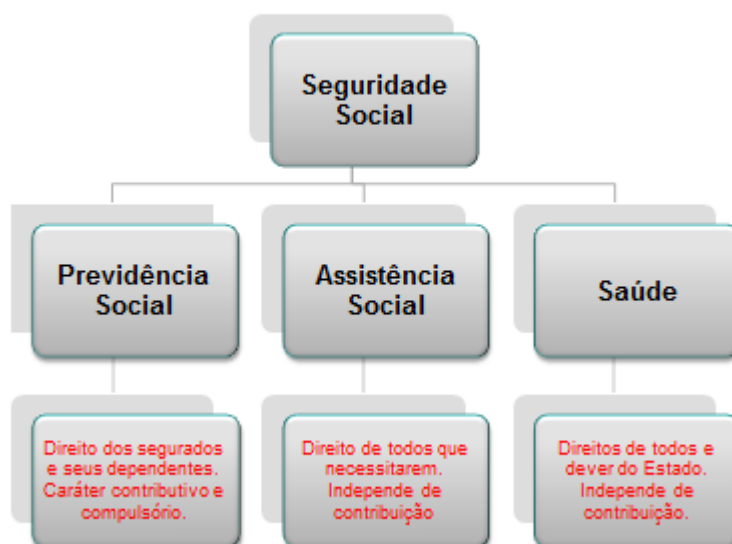 Seguridade
Social
Previdência
Social
Assistência
Social
Saúde
Direito dos segurados
e seus dependentes.
Caráter contributivo e
compulsório.
Direito de todos que
necessitarem.
Independe de
contribuição
Direitos de todos e
dever do Estado.
Independe de
contribuição.